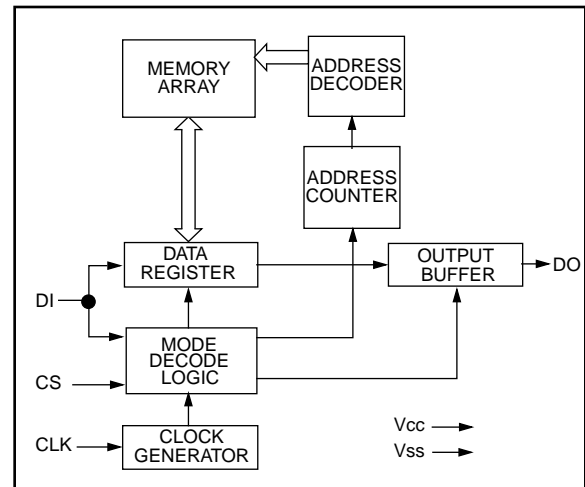 MEMORY
ARRAY
ADDRESS
DECODER
ADDRESS
COUNTER
DATA
REGISTER
OUTPUT
BUFFER
DO
DI
MODE
DECODE
LOGIC
CS
CLK
CLOCK
GENERATOR
Vcc
Vss